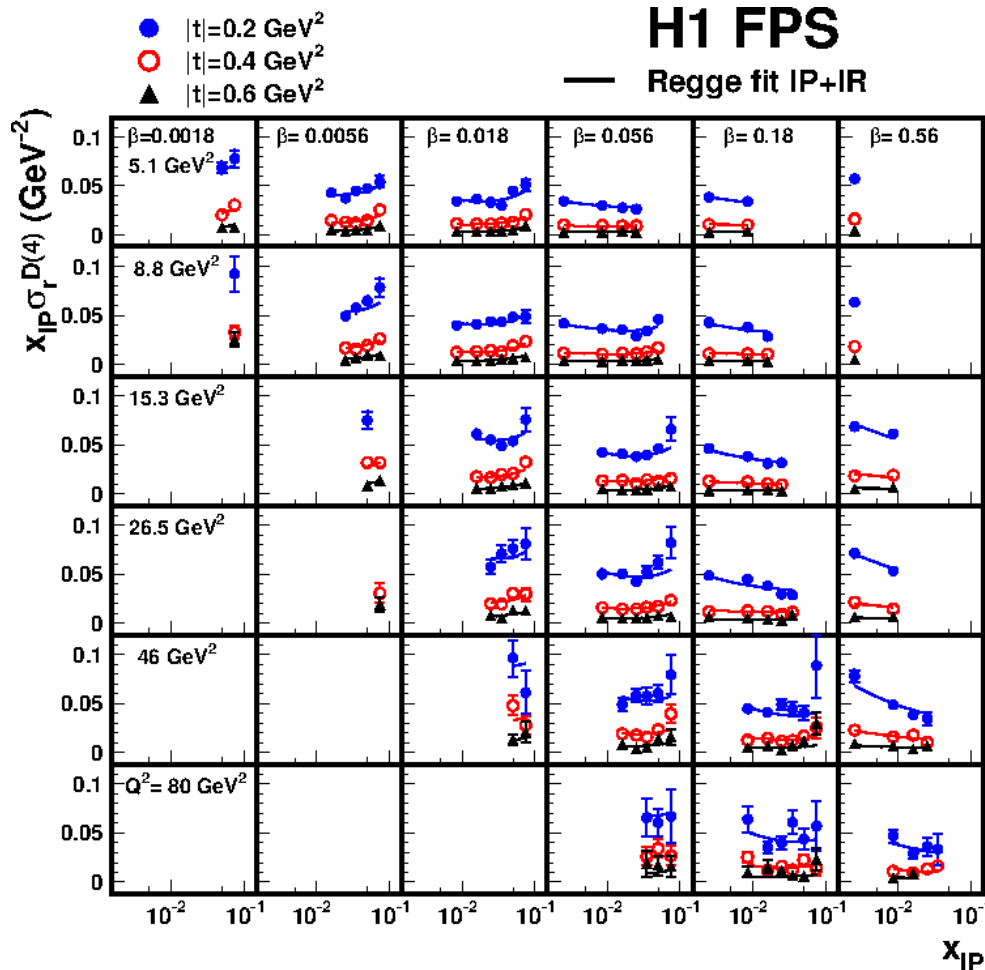 |t|=0.2 GeV²
|t|=0.4 GeV²
|t|=0.6 GeV²
H1 FPS
Regge fit IP+IR
x_IP σ_r^D(4) (GeV⁻²)
β=0.0018 β= 0.0056 β= 0.018 β= 0.056 β= 0.18 β= 0.56
5.1 GeV²
0.1
0.05
0
8.8 GeV²
0.1
0.05
0
15.3 GeV²
0.1
0.05
0
26.5 GeV²
0.1
0.05
0
46 GeV²
0.1
0.05
0
Q²= 80 GeV²
0.1
0.05
0
10⁻² 10⁻¹ 10⁻² 10⁻¹ 10⁻² 10⁻¹ 10⁻² 10⁻¹ 10⁻² 10⁻¹ 10⁻² 10⁻¹
x_IP